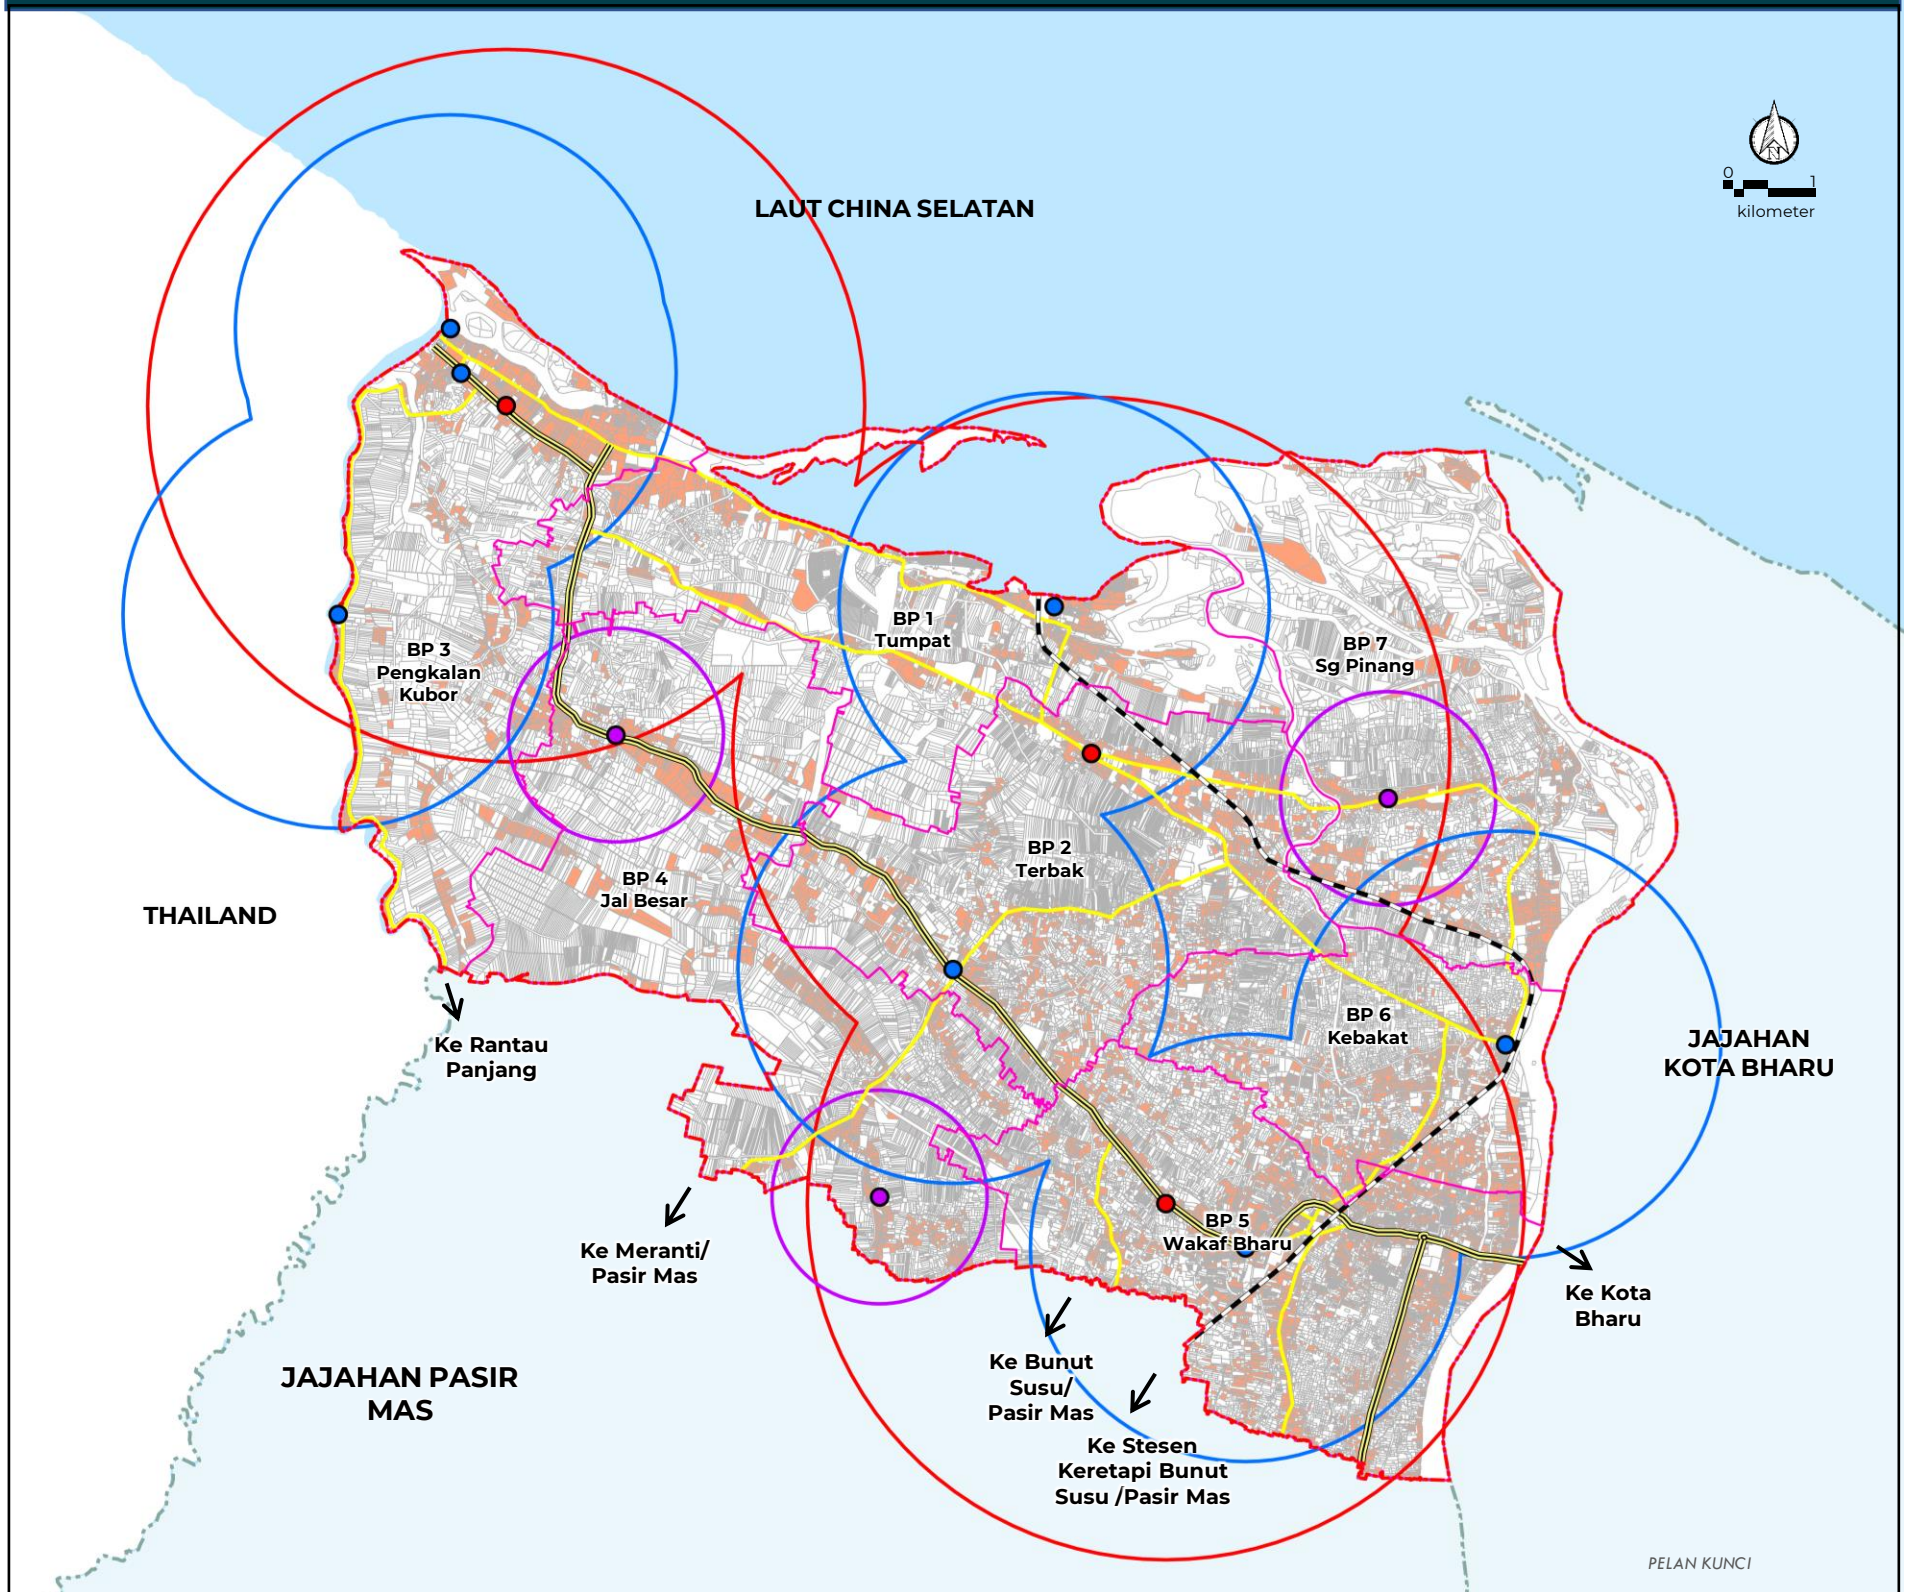 N
0 1
kilometer
LAUT CHINA SELATAN
BP 1
Tumpat
BP 7
Sg Pinang
BP 3
Pengkalan
Kubor
BP 2
Terbak
BP 4
Jal Besar
THAILAND
BP 6
Kebakat
JAJAHAN
KOTA BHARU
Ke Rantau
Panjang
BP 5
Wakaf Bharu
Ke Meranti/
Pasir Mas
Ke Kota
Bharu
Ke Bunut
Susu/
Pasir Mas
JAJAHAN PASIR
MAS
Ke Stesen
Keretapi Bunut
Susu /Pasir Mas
PELAN KUNCI